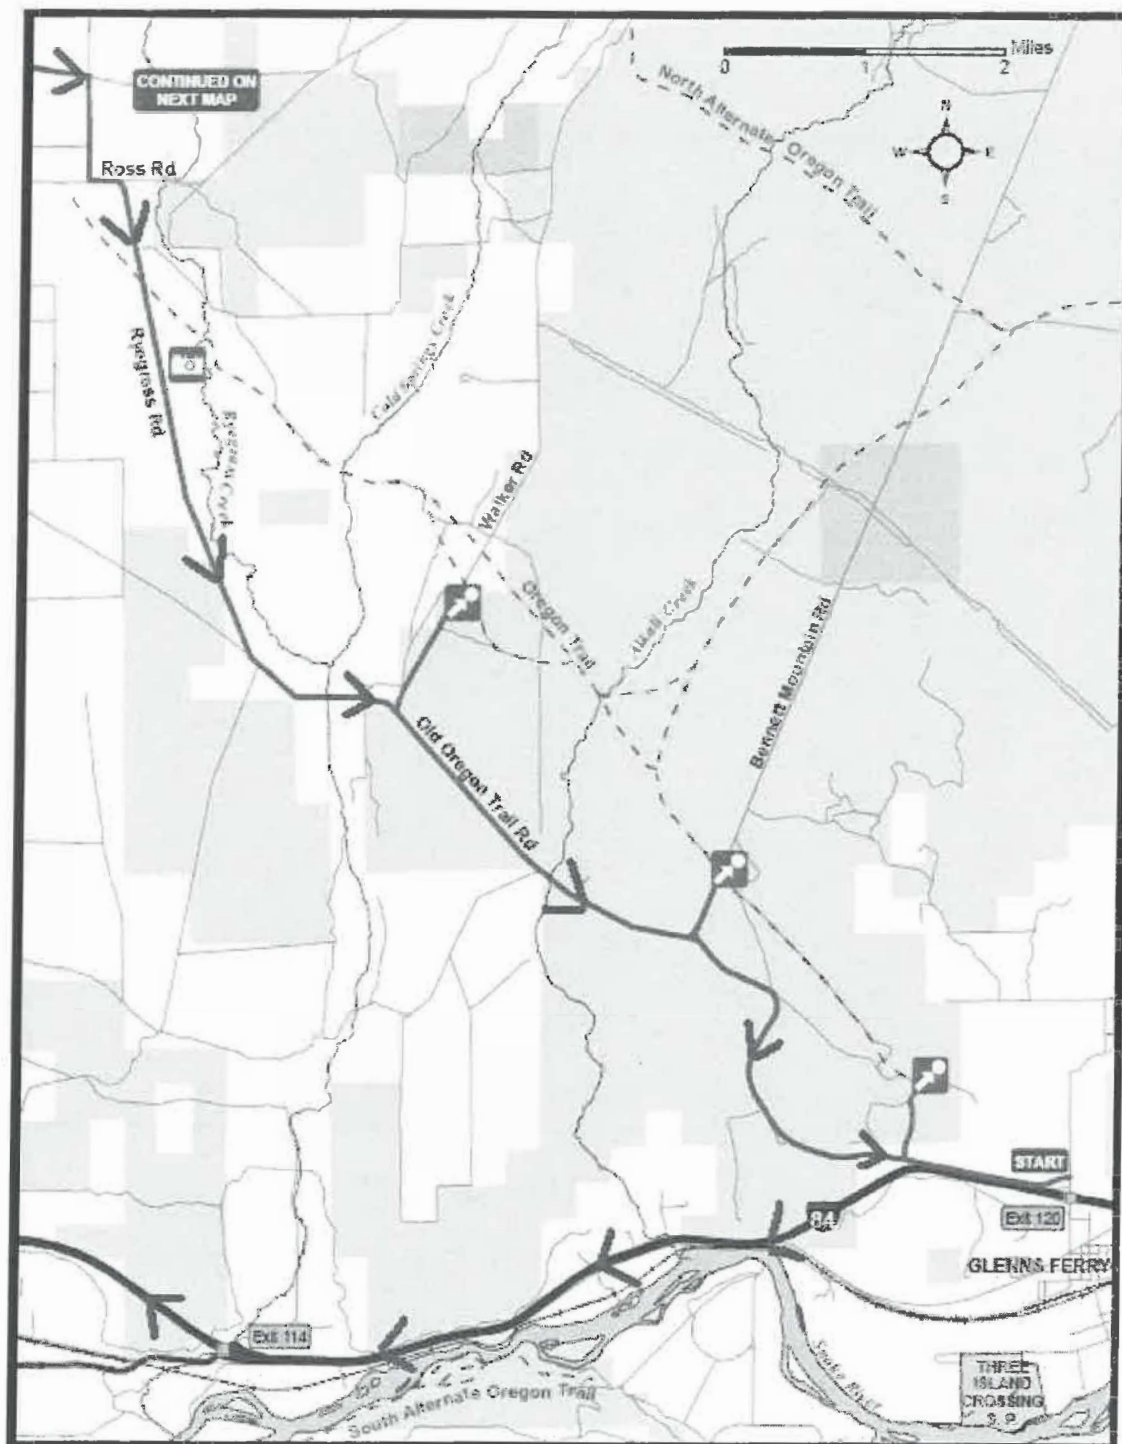 CONTINUED ON
NEXT MAP
0 1 2 Miles
North Alternate Oregon Trail
N
W E
S
Ross Rd
Ryegrass Rd
Cold Springs Creek
Ryegrass Creek
Walker Rd
Oregon Trail
Alkali Creek
Bennett Mountain Rd
Old Oregon Trail Rd
START
84
Exit 120
GLENNS FERRY
Exit 114
Snake River
South Alternate Oregon Trail
THREE
ISLAND
CROSSING
S. P.